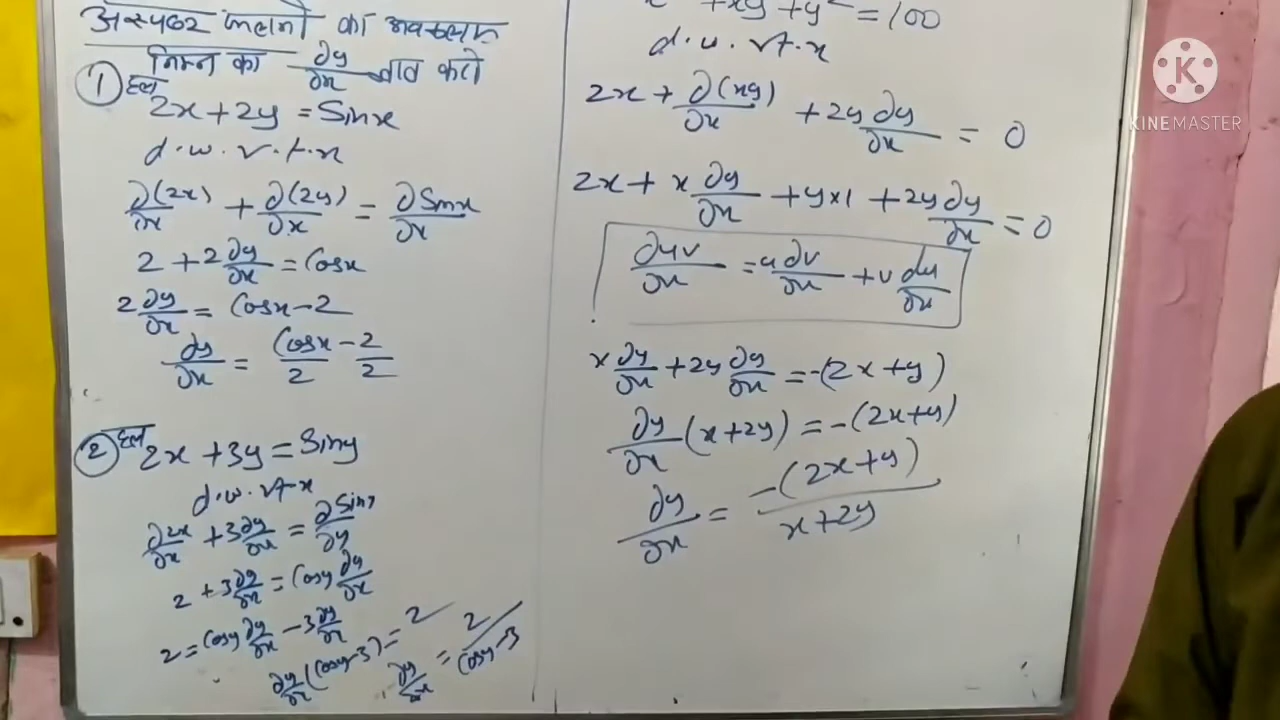 अस्पष्ट फलनों का अवकलन
निम्न का ∂y/∂x ज्ञात करो
① हल
2x + 2y = Sinx
d.w.r.t.x
∂(2x)/∂x + ∂(2y)/∂x = ∂Sinx/∂x
2 + 2∂y/∂x = Cosx
2∂y/∂x = Cosx - 2
∂y/∂x = Cosx/2 - 2/2
② हल 2x + 3y = Siny
d.w.r.t.x
∂2x/∂x + 3∂y/∂x = ∂Siny/∂y
2 + 3∂y/∂x = Cosy ∂y/∂x
2 = Cosy ∂y/∂x - 3∂y/∂x
∂y/∂x (Cosy - 3) = 2
∂y/∂x = 2/Cosy - 3
+ xy + y² = 100
d.w.r.t.x
2x + ∂(xy)/∂x + 2y ∂y/∂x = 0
2x + x ∂y/∂x + y×1 + 2y ∂y/∂x = 0
∂uv/∂x = u ∂v/∂x + v du/∂x
x ∂y/∂x + 2y ∂y/∂x = -(2x + y)
∂y/∂x (x + 2y) = -(2x + y)
∂y/∂x = -(2x + y)/x + 2y
K
KINEMASTER